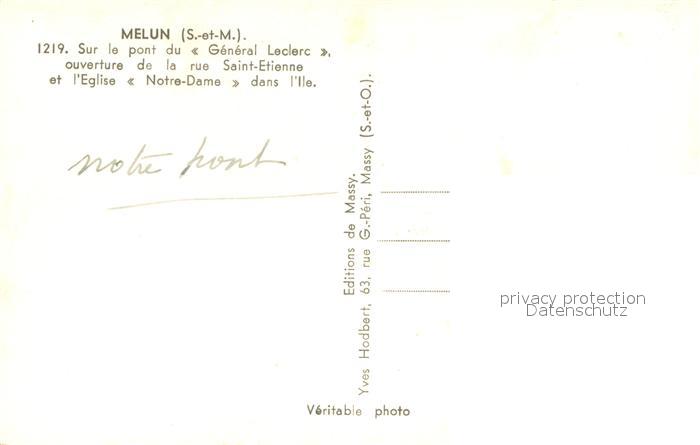 MELUN (S.-et-M.).
1219. Sur le pont du « Général Leclerc »,
ouverture de la rue Saint-Etienne
et l'Eglise « Notre-Dame » dans l'Ile.
notre pont
Editions de Massy.
Yves Hodbert, 63, rue G.-Péri, Massy (S.-et-O.).
privacy protection
Datenschutz
Véritable photo